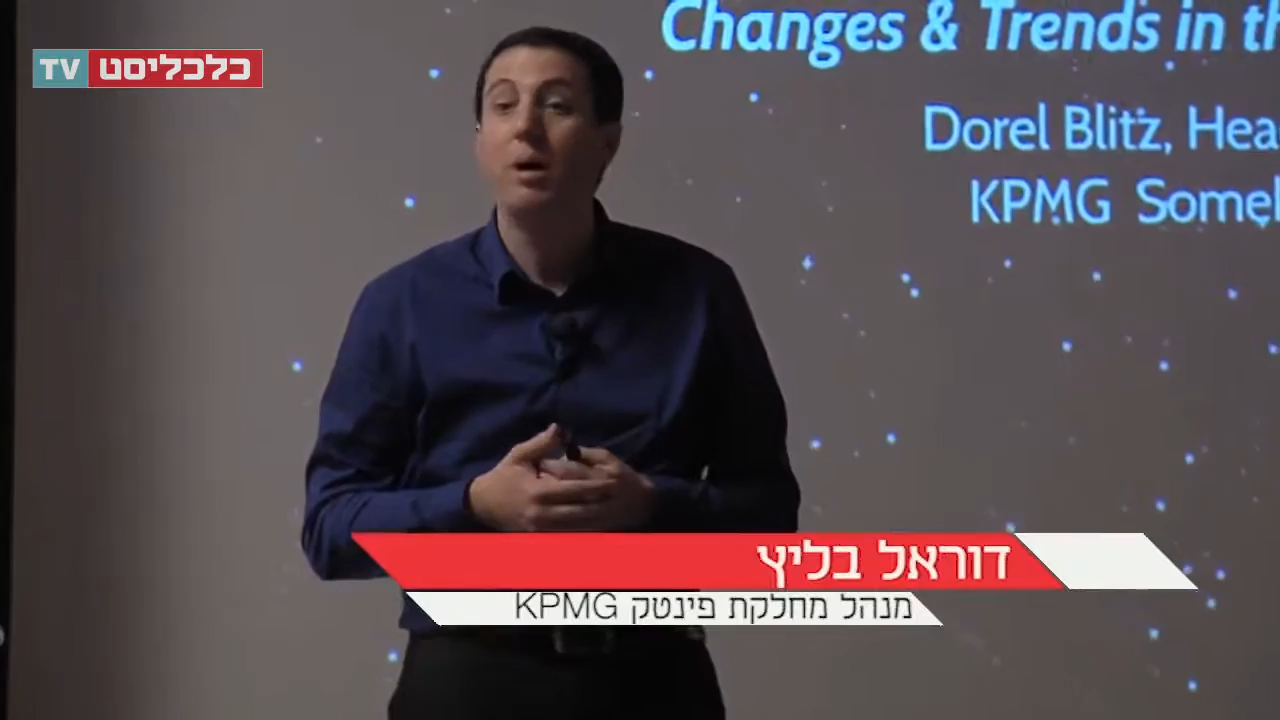 Changes & Trends in th
TV כלכליסט
Dorel Blitz, Hea
KPMG Somek
דוראל בליץ
מנהל מחלקת פינטק KPMG